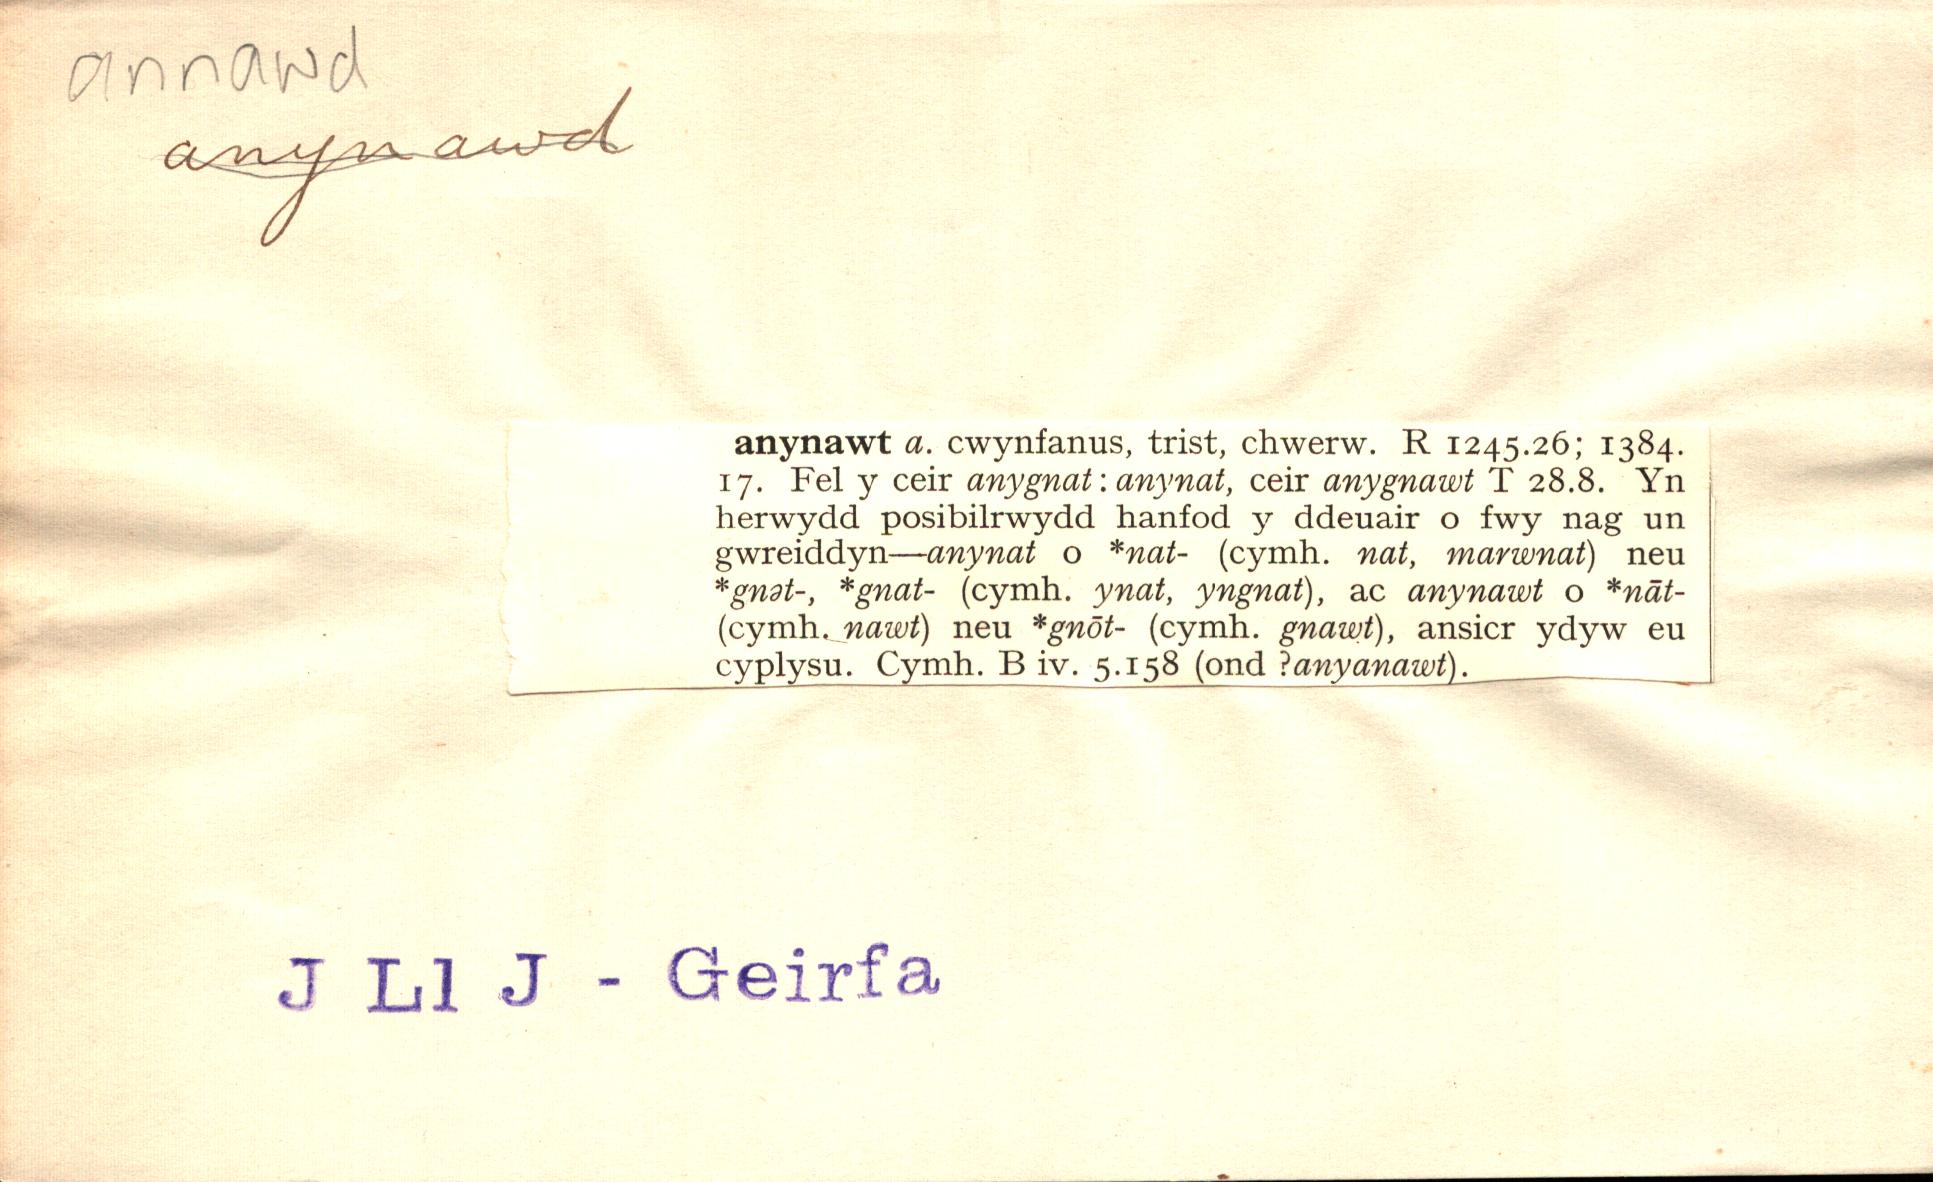 annawd
anynawd
anynawt a. cwynfanus, trist, chwerw. R 1245.26; 1384.
17. Fel y ceir anygnat : anynat, ceir anygnawt T 28.8. Yn
herwydd posibilrwydd hanfod y ddeuair o fwy nag un
gwreiddyn—anynat o *nat- (cymh. nat, marwnat) neu
*gnət-, *gnat- (cymh. ynat, yngnat), ac anynawt o *nāt-
(cymh. nawt) neu *gnōt- (cymh. gnawt), ansicr ydyw eu
cyplysu. Cymh. B iv. 5.158 (ond ?anyanawt).
J Ll J - Geirfa